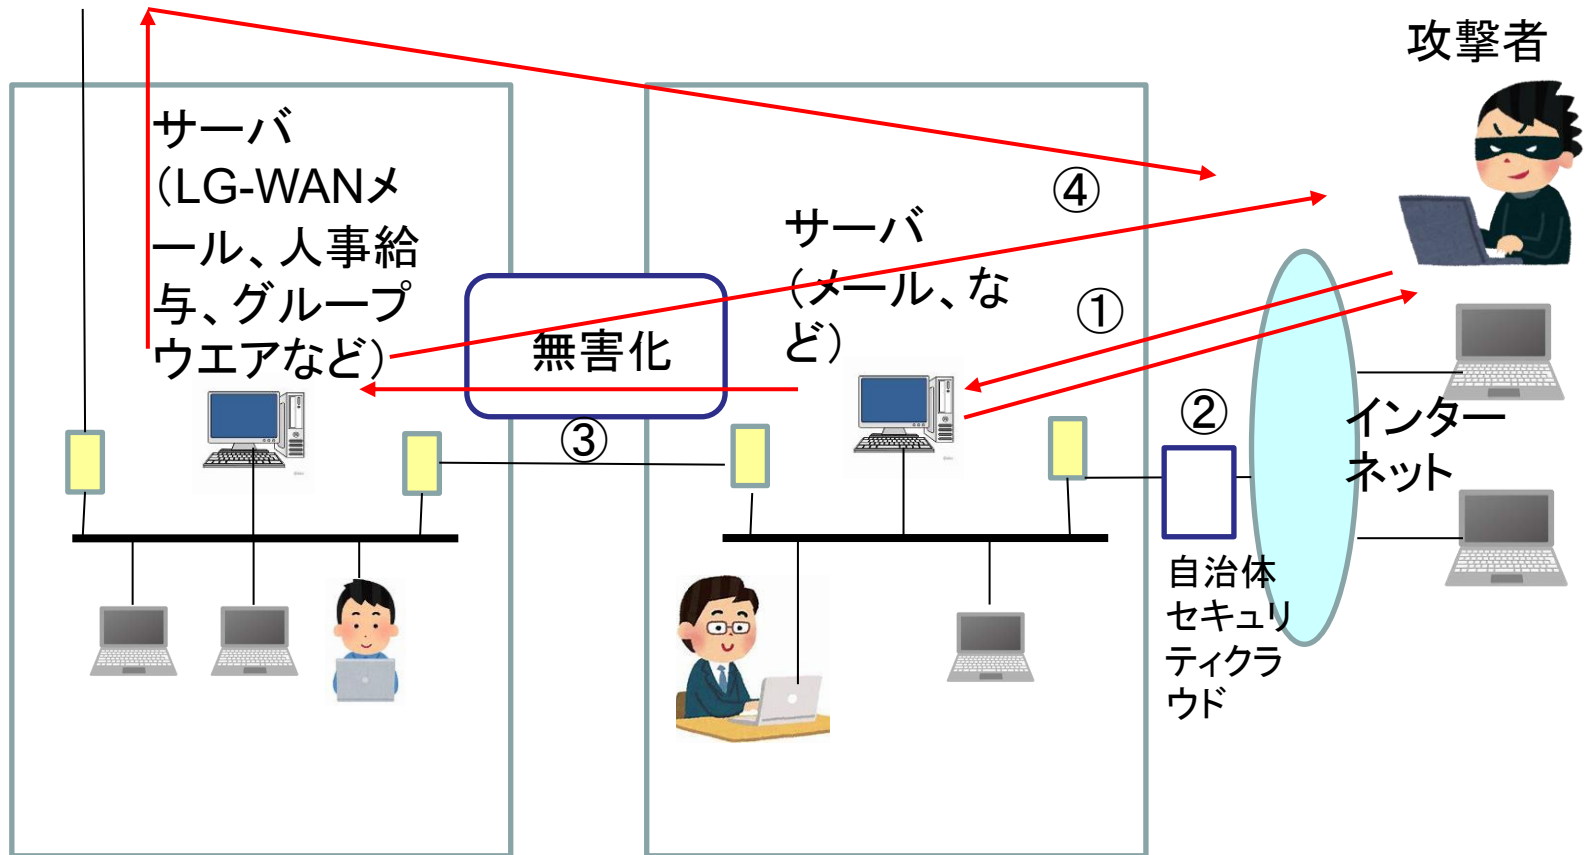 攻撃者
サーバ
（LG-WANメ
ール、人事給
与、グループ
ウエアなど）
無害化
③
サーバ
（メール、な
ど）
④
①
②
自治体
セキュリ
ティクラ
ウド
インター
ネット